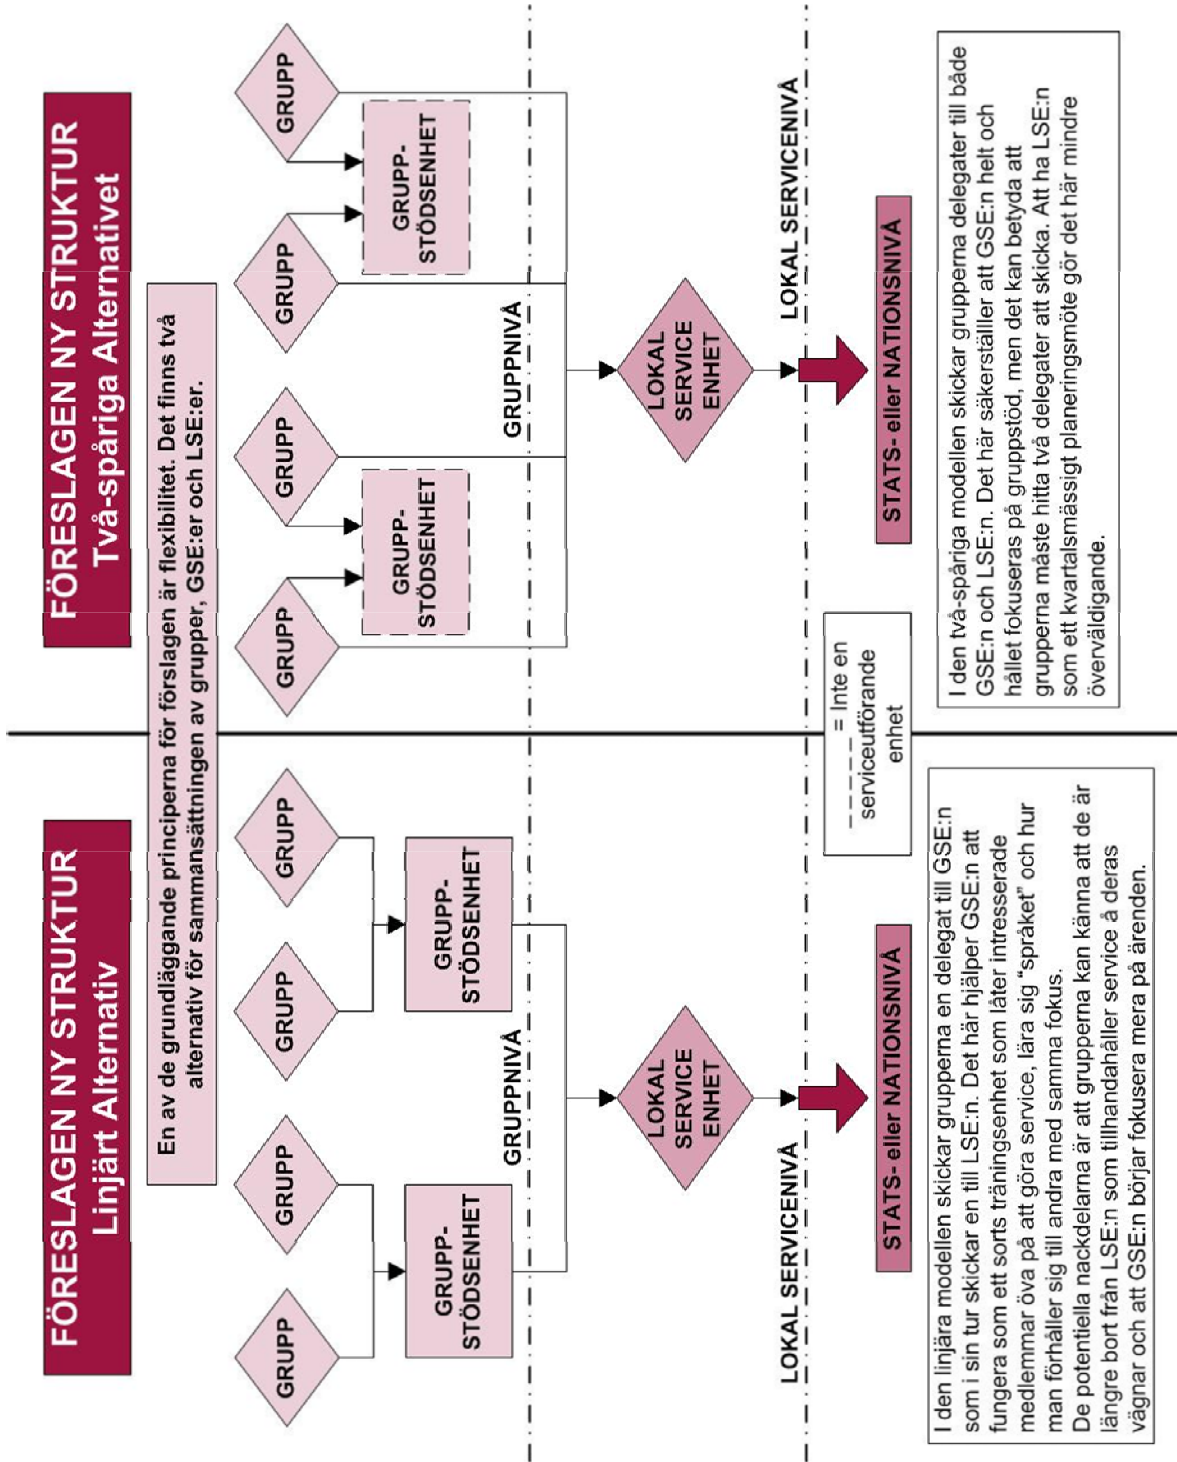 FÖRESLAGEN NY STRUKTUR
Linjärt Alternativ
FÖRESLAGEN NY STRUKTUR
Två-spåriga Alternativet
En av de grundläggande principerna för förslagen är flexibilitet. Det finns två
alternativ för sammansättningen av grupper, GSE:er och LSE:er.
GRUPP
GRUPP
GRUPP
GRUPP
GRUPP-
STÖDSENHET
GRUPP-
STÖDSENHET
GRUPPNIVÅ
LOKAL
SERVICE
ENHET
LOKAL SERVICENIVÅ
STATS- eller NATIONSNIVÅ
I den linjära modellen skickar grupperna en delegat till GSE:n
som i sin tur skickar en till LSE:n. Det här hjälper GSE:n att
fungera som ett sorts träningsenhet som låter intresserade
medlemmar öva på att göra service, lära sig "språket" och hur
man förhåller sig till andra med samma fokus.
De potentiella nackdelarna är att grupperna kan känna att de är
längre bort från LSE:n som tillhandahåller service å deras
vägnar och att GSE:n börjar fokusera mera på ärenden.
GRUPP
GRUPP
GRUPP
GRUPP
GRUPP-
STÖDSENHET
GRUPP-
STÖDSENHET
GRUPPNIVÅ
LOKAL
SERVICE
ENHET
LOKAL SERVICENIVÅ
STATS- eller NATIONSNIVÅ
_ _ _ _ _ _ = Inte en
serviceutförande
enhet
I den två-spåriga modellen skickar grupperna delegater till både
GSE:n och LSE:n. Det här säkerställler att GSE:n helt och
hållet fokuseras på gruppstöd, men det kan betyda att
grupperna måste hitta två delegater att skicka. Att ha LSE:n
som ett kvartalsmässigt planeringsmöte gör det här mindre
överväldigande.